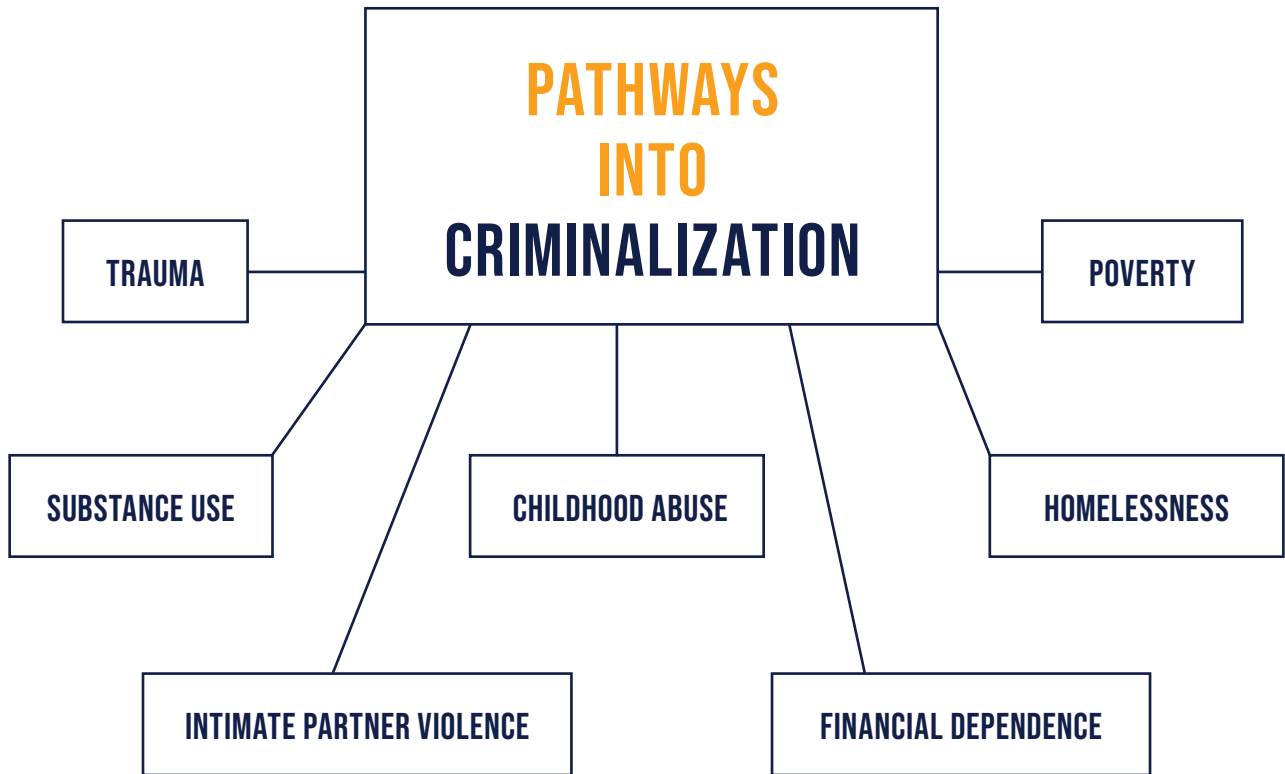 PATHWAYS
INTO
CRIMINALIZATION
TRAUMA
POVERTY
SUBSTANCE USE
CHILDHOOD ABUSE
HOMELESSNESS
INTIMATE PARTNER VIOLENCE
FINANCIAL DEPENDENCE